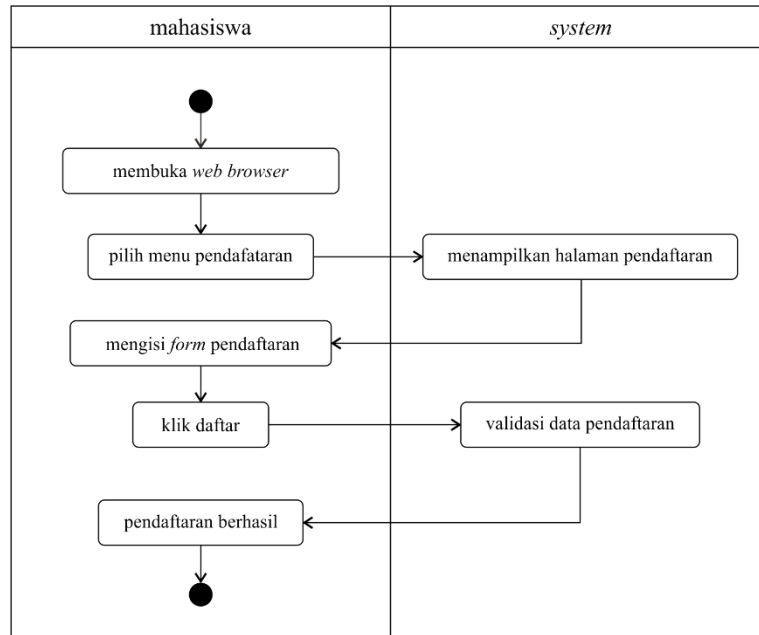 mahasiswa
system
membuka web browser
pilih menu pendafataran
menampilkan halaman pendaftaran
mengisi form pendaftaran
klik daftar
validasi data pendaftaran
pendaftaran berhasil